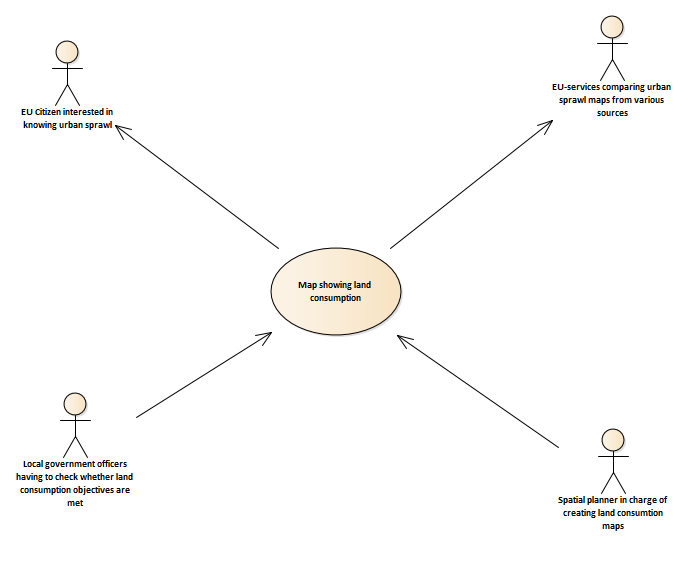 EU Citizen interested in
knowing urban sprawl
EU-services comparing urban
sprawl maps from various
sources
Map showing land
consumption
Local government officers
having to check whether land
consumption objectives are
met
Spatial planner in charge of
creating land consumtion
maps